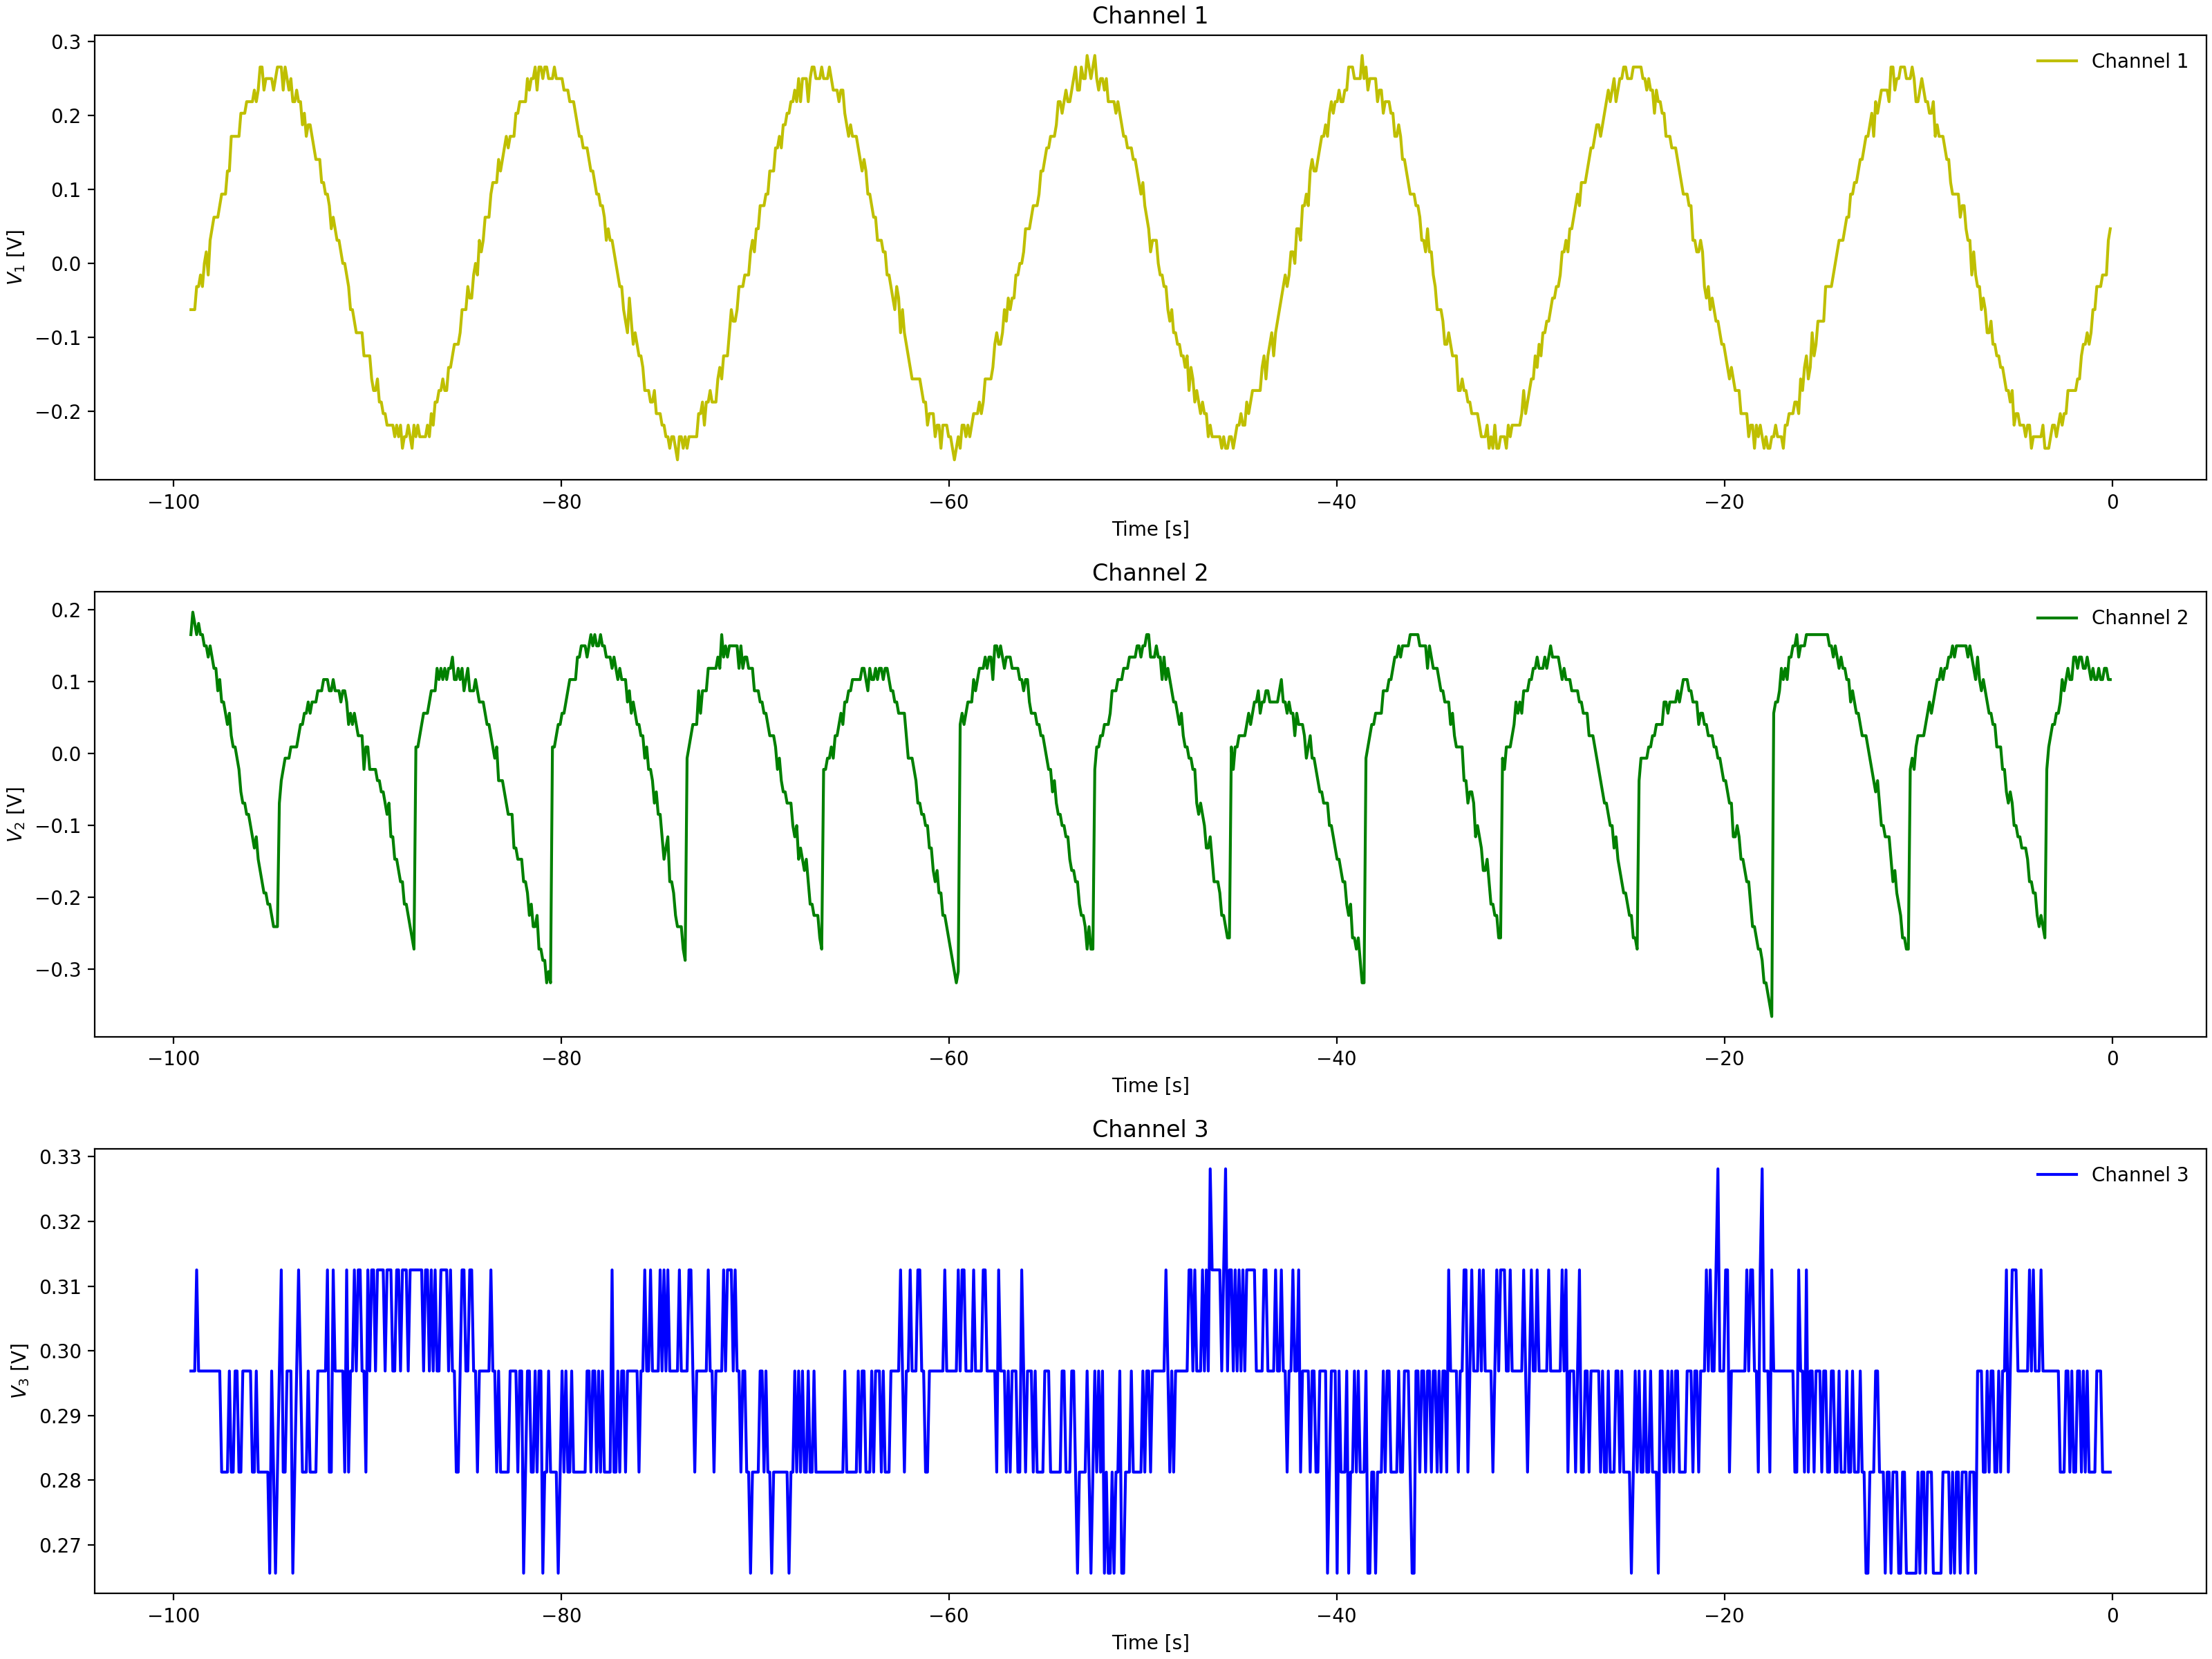 Channel 1
0.3
0.2
0.1
0.0
−0.1
−0.2
V1 [V]
Channel 1
−100 −80 −60 −40 −20 0
Time [s]
Channel 2
0.2
0.1
0.0
−0.1
−0.2
−0.3
V2 [V]
Channel 2
−100 −80 −60 −40 −20 0
Time [s]
Channel 3
0.33
0.32
0.31
0.30
0.29
0.28
0.27
V3 [V]
Channel 3
−100 −80 −60 −40 −20 0
Time [s]